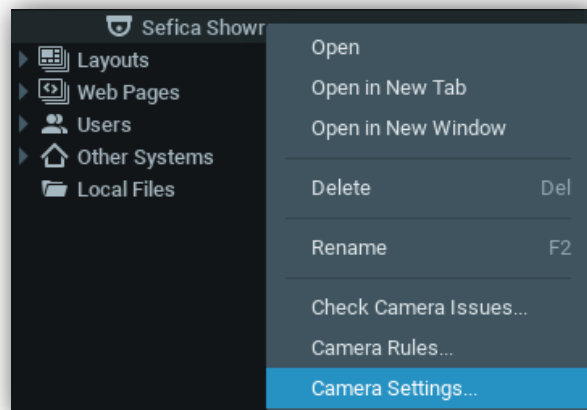 Sefica Showr
Layouts
Web Pages
Users
Other Systems
Local Files
Open
Open in New Tab
Open in New Window
Delete Del
Rename F2
Check Camera Issues...
Camera Rules...
Camera Settings...